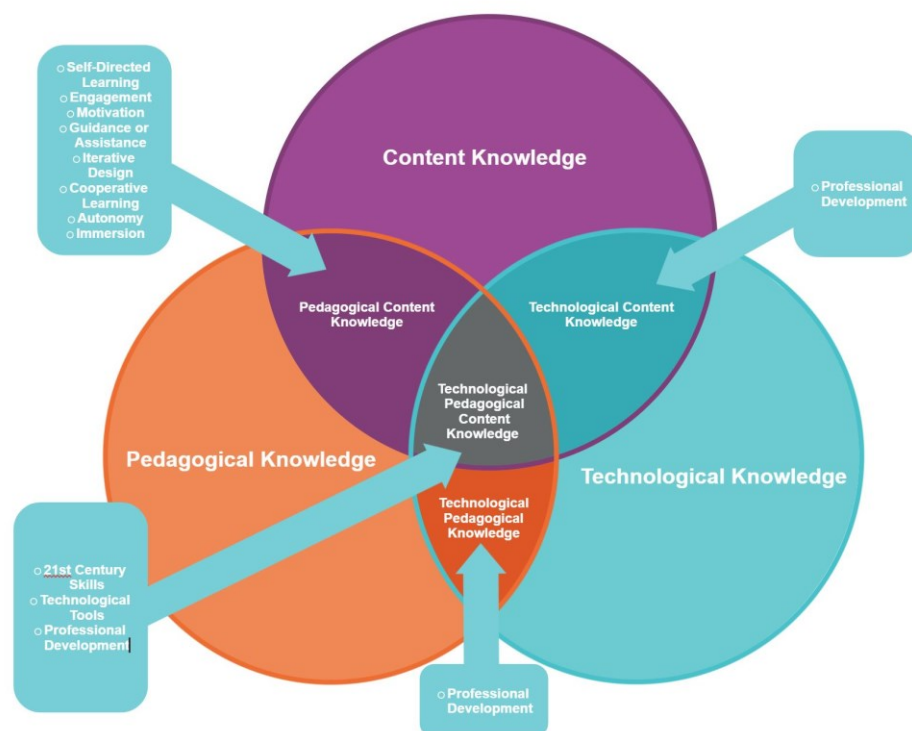 ○ Self-Directed
Learning
○ Engagement
○ Motivation
○ Guidance or
Assistance
○ Iterative
Design
○ Cooperative
Learning
○ Autonomy
○ Immersion
Content Knowledge
○ Professional
Development
Pedagogical Content
Knowledge
Technological Content
Knowledge
Technological
Pedagogical
Content
Knowledge
Pedagogical Knowledge
Technological Knowledge
Technological
Pedagogical
Knowledge
○ 21st Century
Skills
○ Technological
Tools
○ Professional
Development
○ Professional
Development